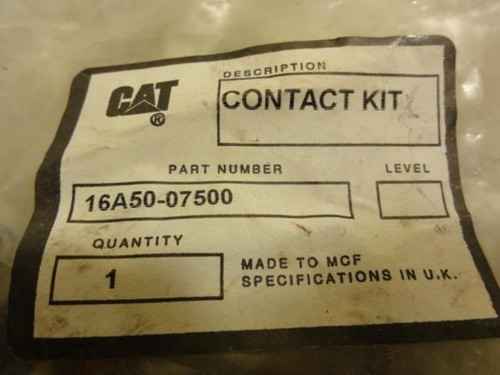 CAT
®
DESCRIPTION
CONTACT KIT
PART NUMBER
LEVEL
16A50-07500
QUANTITY
1
MADE TO MCF
SPECIFICATIONS IN U.K.